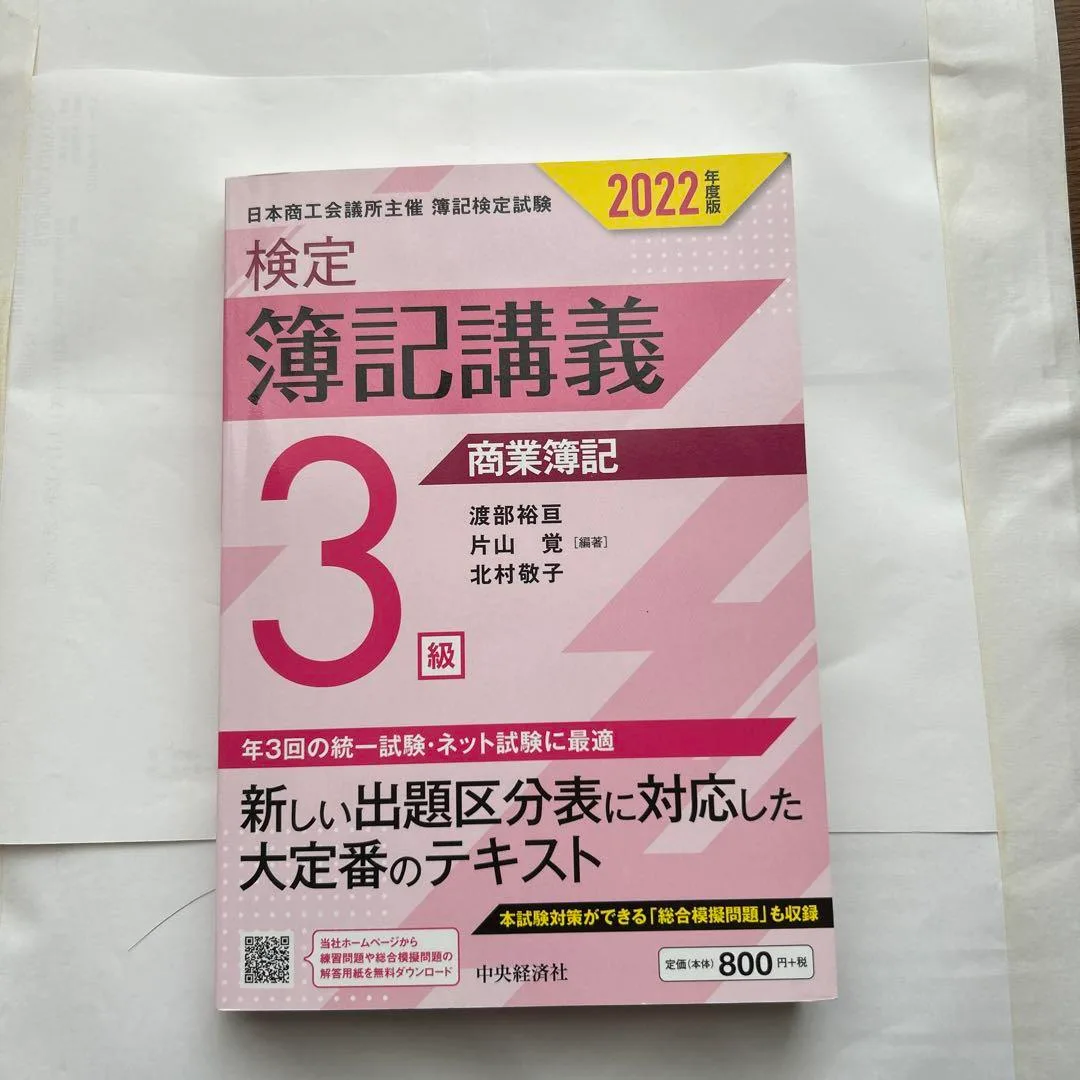 日本商工会議所主催 簿記検定試験
2022年度版
検定
簿記講義
3級
商業簿記
渡部裕亘
片山 覚 [編著]
北村敬子
年3回の統一試験・ネット試験に最適
新しい出題区分表に対応した
大定番のテキスト
本試験対策ができる「総合模擬問題」も収録
当社ホームページから
練習問題や総合模擬問題の
解答用紙を無料ダウンロード
中央経済社
定価(本体)800円+税